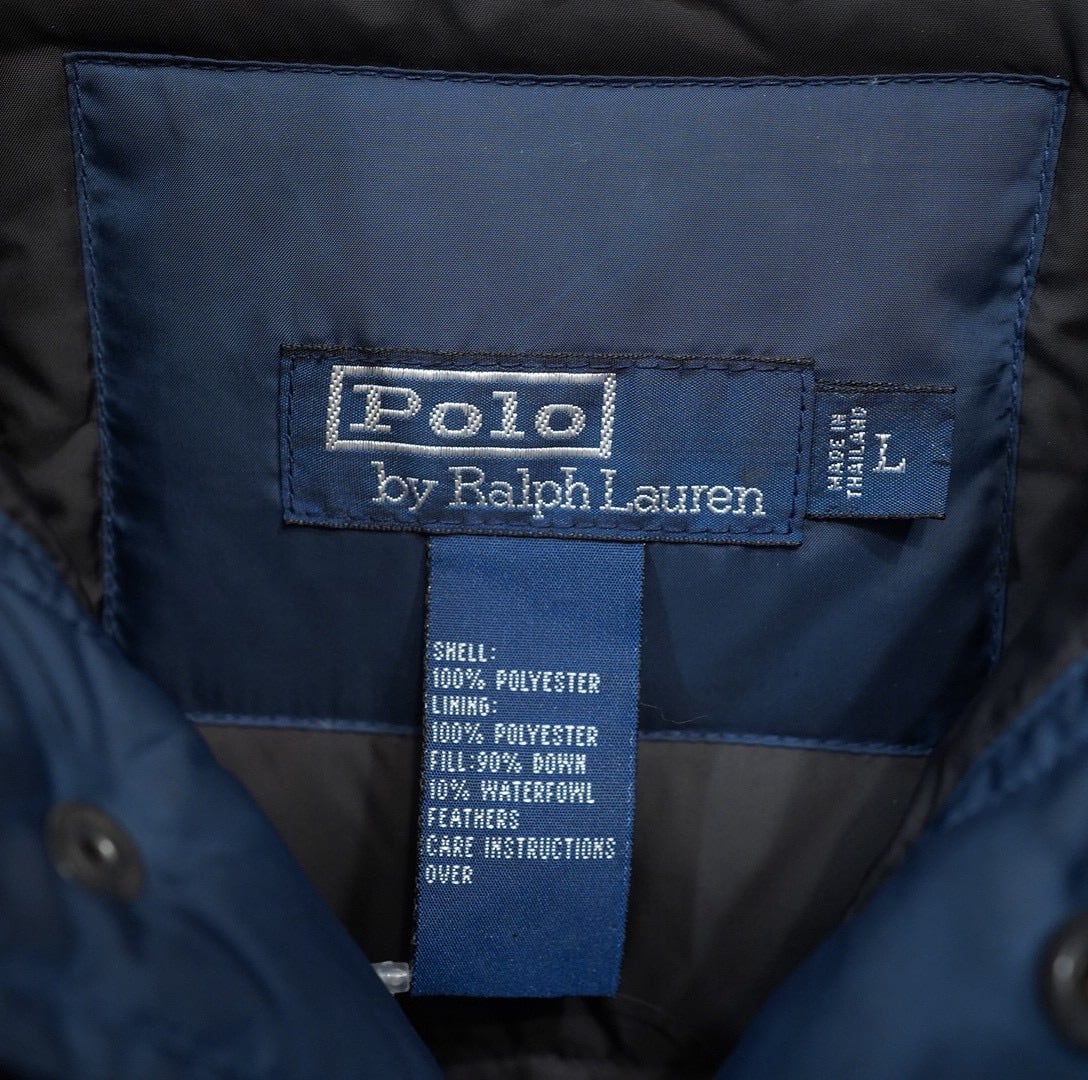 Polo
by Ralph Lauren
MADE IN
THAILAND
L
SHELL:
100% POLYESTER
LINING:
100% POLYESTER
FILL:90% DOWN
10% WATERFOWL
FEATHERS
CARE INSTRUCTIONS
OVER